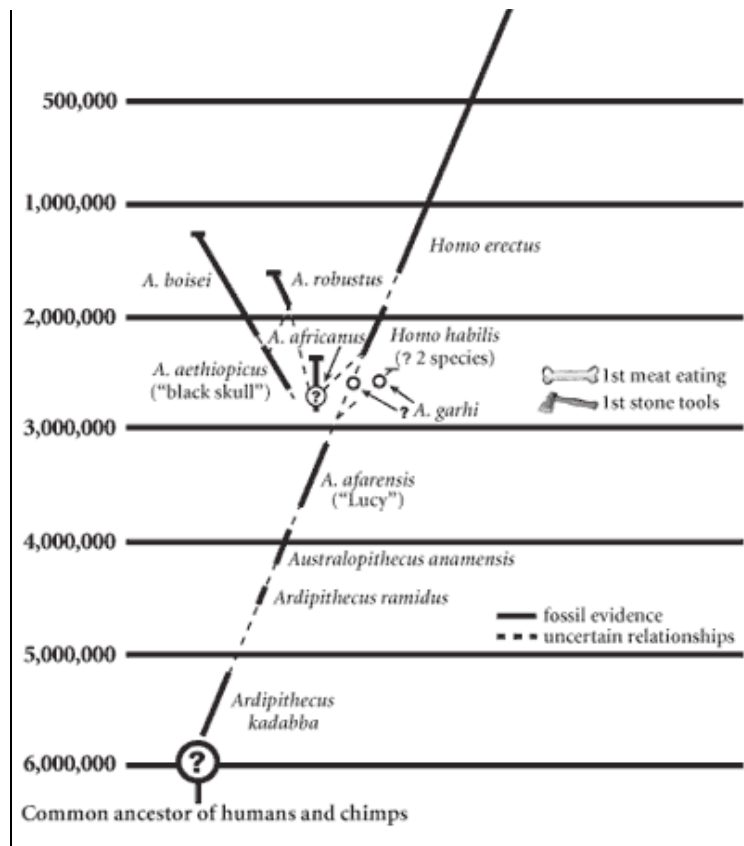 500,000
1,000,000
Homo erectus
A. boisei
A. robustus
2,000,000
A. africanus
Homo habilis
(? 2 species)
A. aethiopicus
("black skull")
?
1st meat eating
? A. garhi
1st stone tools
3,000,000
A. afarensis
("Lucy")
4,000,000
Australopithecus anamensis
Ardipithecus ramidus
fossil evidence
uncertain relationships
5,000,000
Ardipithecus
kadabba
?
6,000,000
Common ancestor of humans and chimps